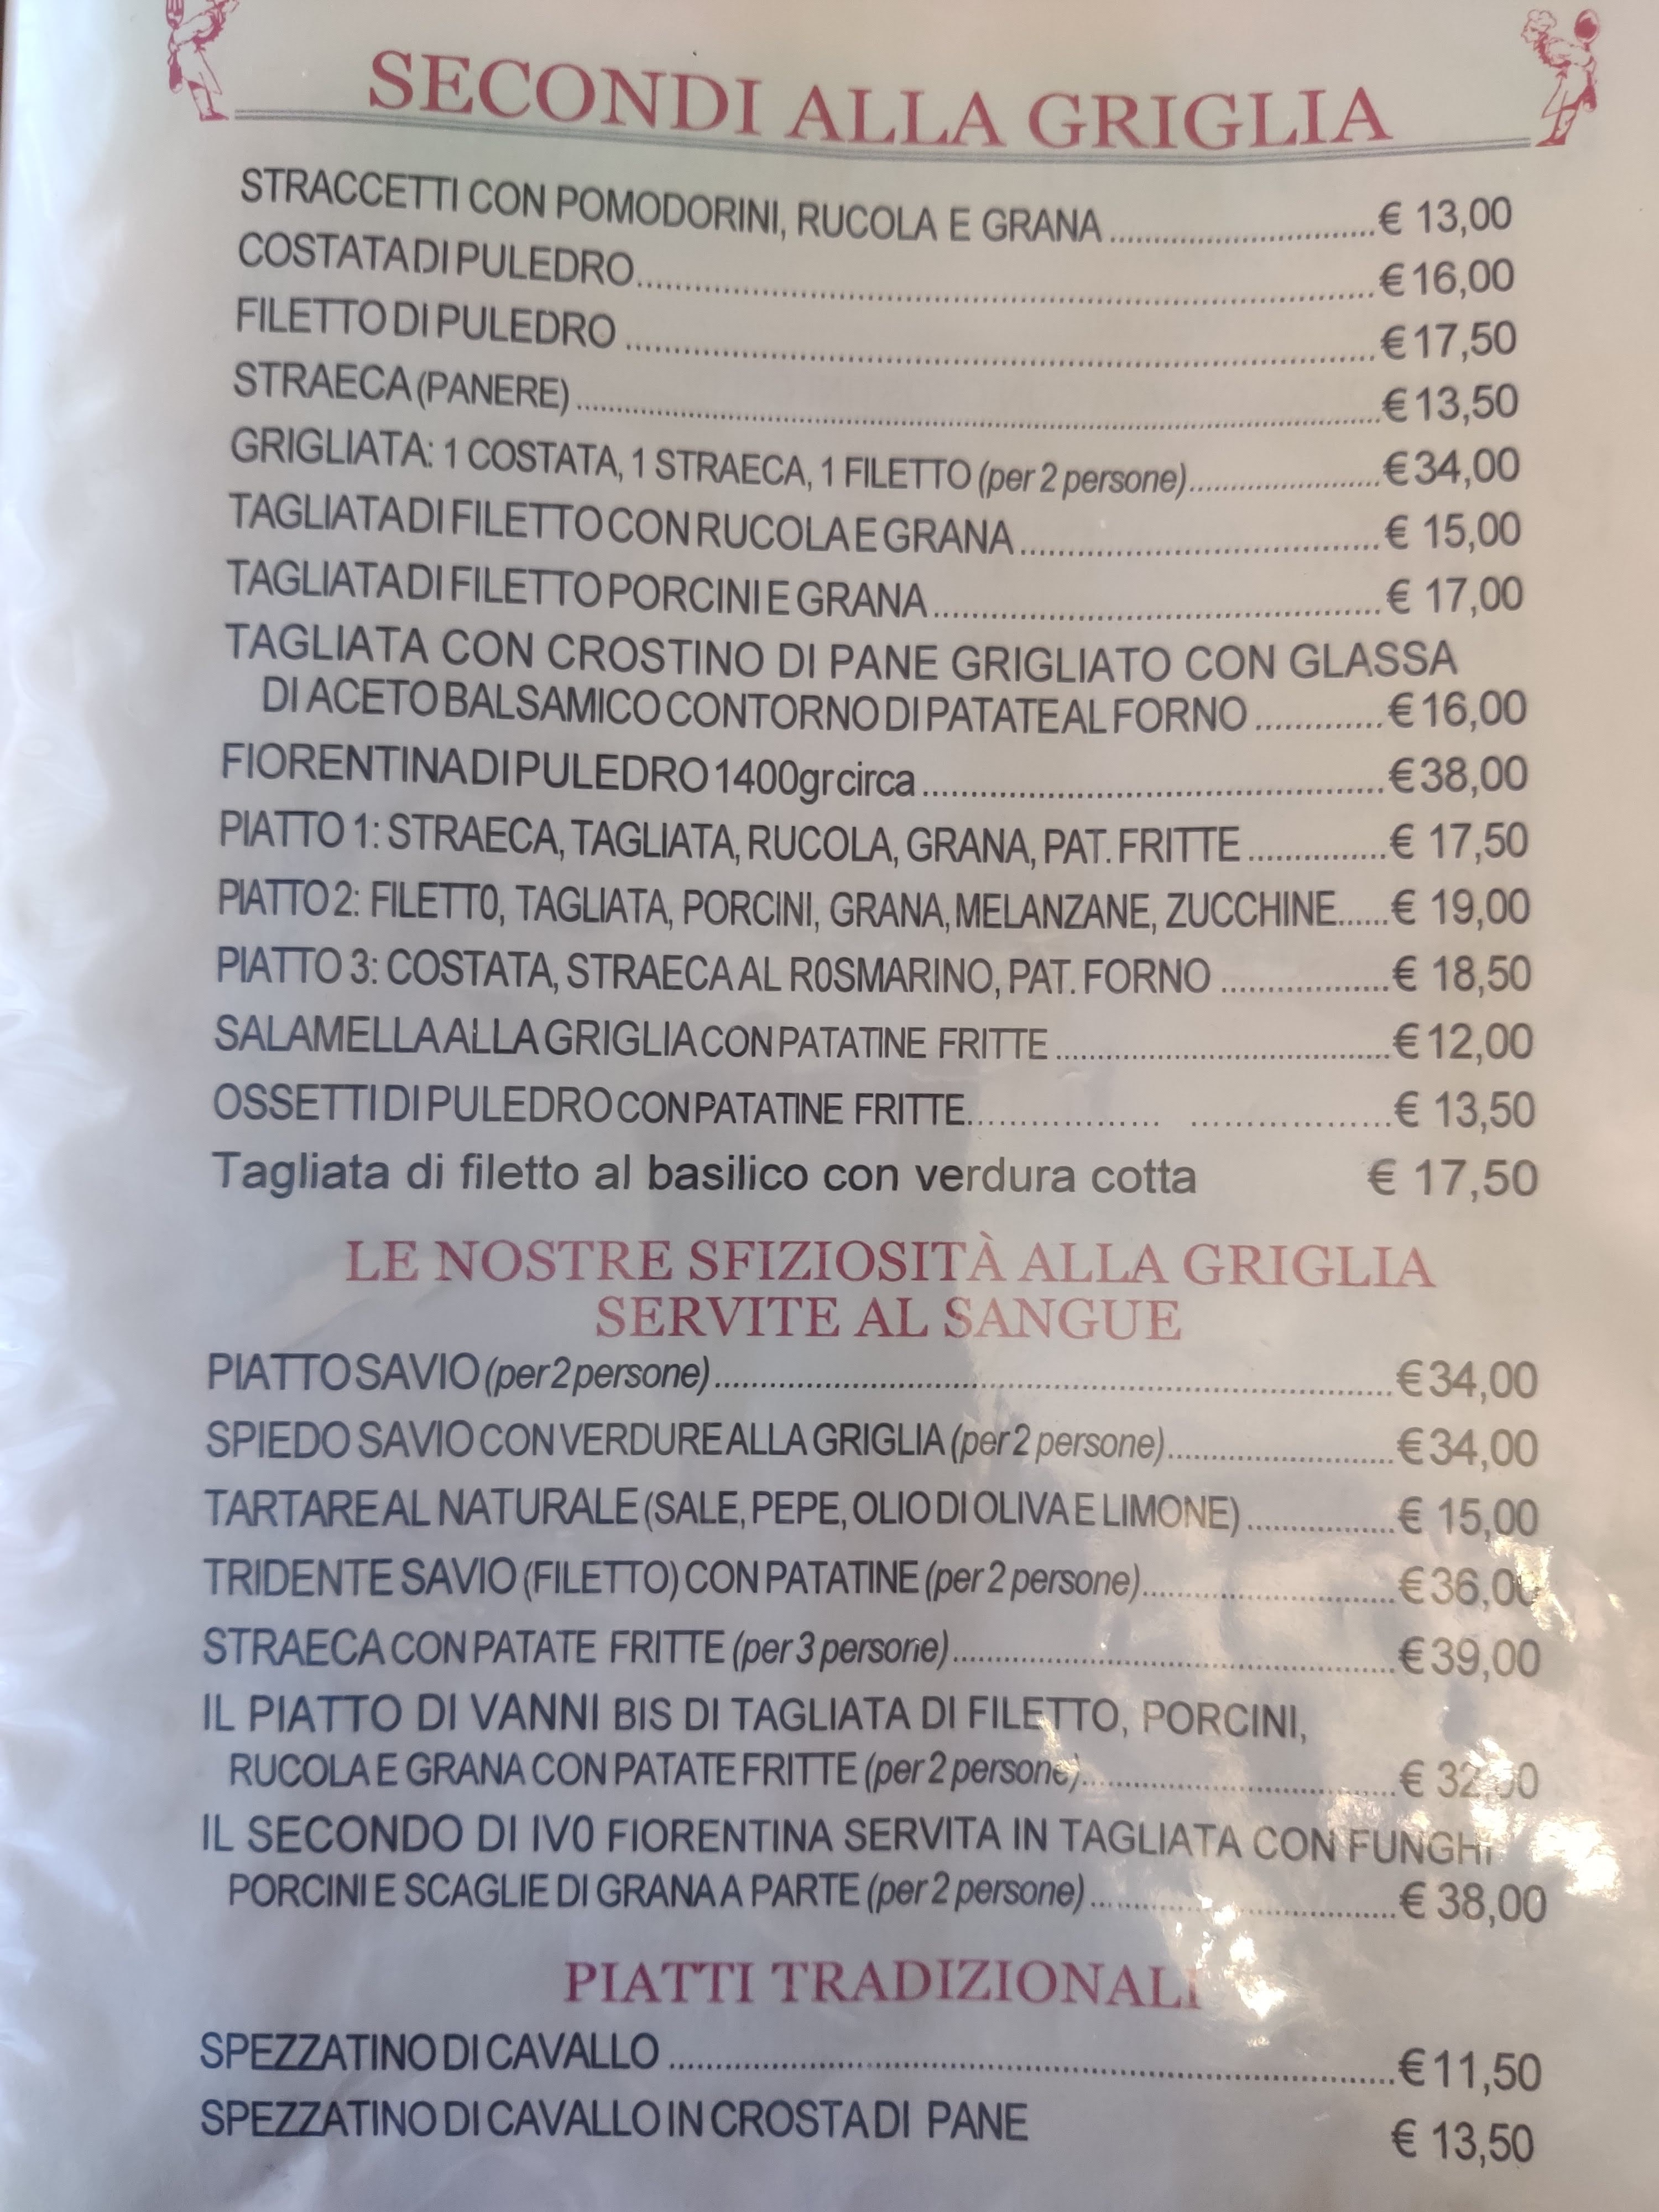 SECONDI ALLA GRIGLIA
STRACCETTI CON POMODORINI, RUCOLA E GRANA ........ € 13,00
COSTATA DI PULEDRO ........ € 16,00
FILETTO DI PULEDRO ........ € 17,50
STRAECA (PANERE) ........ € 13,50
GRIGLIATA: 1 COSTATA, 1 STRAECA, 1 FILETTO (per 2 persone) ........ € 34,00
TAGLIATA DI FILETTO CON RUCOLA E GRANA ........ € 15,00
TAGLIATA DI FILETTO PORCINI E GRANA ........ € 17,00
TAGLIATA CON CROSTINO DI PANE GRIGLIATO CON GLASSA
DI ACETO BALSAMICO CONTORNO DI PATATE AL FORNO ........ € 16,00
FIORENTINA DI PULEDRO 1400gr circa ........ € 38,00
PIATTO 1: STRAECA, TAGLIATA, RUCOLA, GRANA, PAT. FRITTE ........ € 17,50
PIATTO 2: FILETTO, TAGLIATA, PORCINI, GRANA, MELANZANE, ZUCCHINE ...... € 19,00
PIATTO 3: COSTATA, STRAECA AL ROSMARINO, PAT. FORNO ........ € 18,50
SALAMELLA ALLA GRIGLIA CON PATATINE FRITTE ........ € 12,00
OSSETTI DI PULEDRO CON PATATINE FRITTE ........ € 13,50
Tagliata di filetto al basilico con verdura cotta € 17,50
LE NOSTRE SFIZIOSITÀ ALLA GRIGLIA
SERVITE AL SANGUE
PIATTO SAVIO (per 2 persone) ........ € 34,00
SPIEDO SAVIO CON VERDURE ALLA GRIGLIA (per 2 persone) ........ € 34,00
TARTARE AL NATURALE (SALE, PEPE, OLIO DI OLIVA E LIMONE) ........ € 15,00
TRIDENTE SAVIO (FILETTO) CON PATATINE (per 2 persone) ........ € 36,00
STRAECA CON PATATE FRITTE (per 3 persone) ........ € 39,00
IL PIATTO DI VANNI BIS DI TAGLIATA DI FILETTO, PORCINI,
RUCOLA E GRANA CON PATATE FRITTE (per 2 persone) ........ € 32,00
IL SECONDO DI IVO FIORENTINA SERVITA IN TAGLIATA CON FUNGHI
PORCINI E SCAGLIE DI GRANA A PARTE (per 2 persone) ........ € 38,00
PIATTI TRADIZIONALI
SPEZZATINO DI CAVALLO ........ € 11,50
SPEZZATINO DI CAVALLO IN CROSTA DI PANE € 13,50